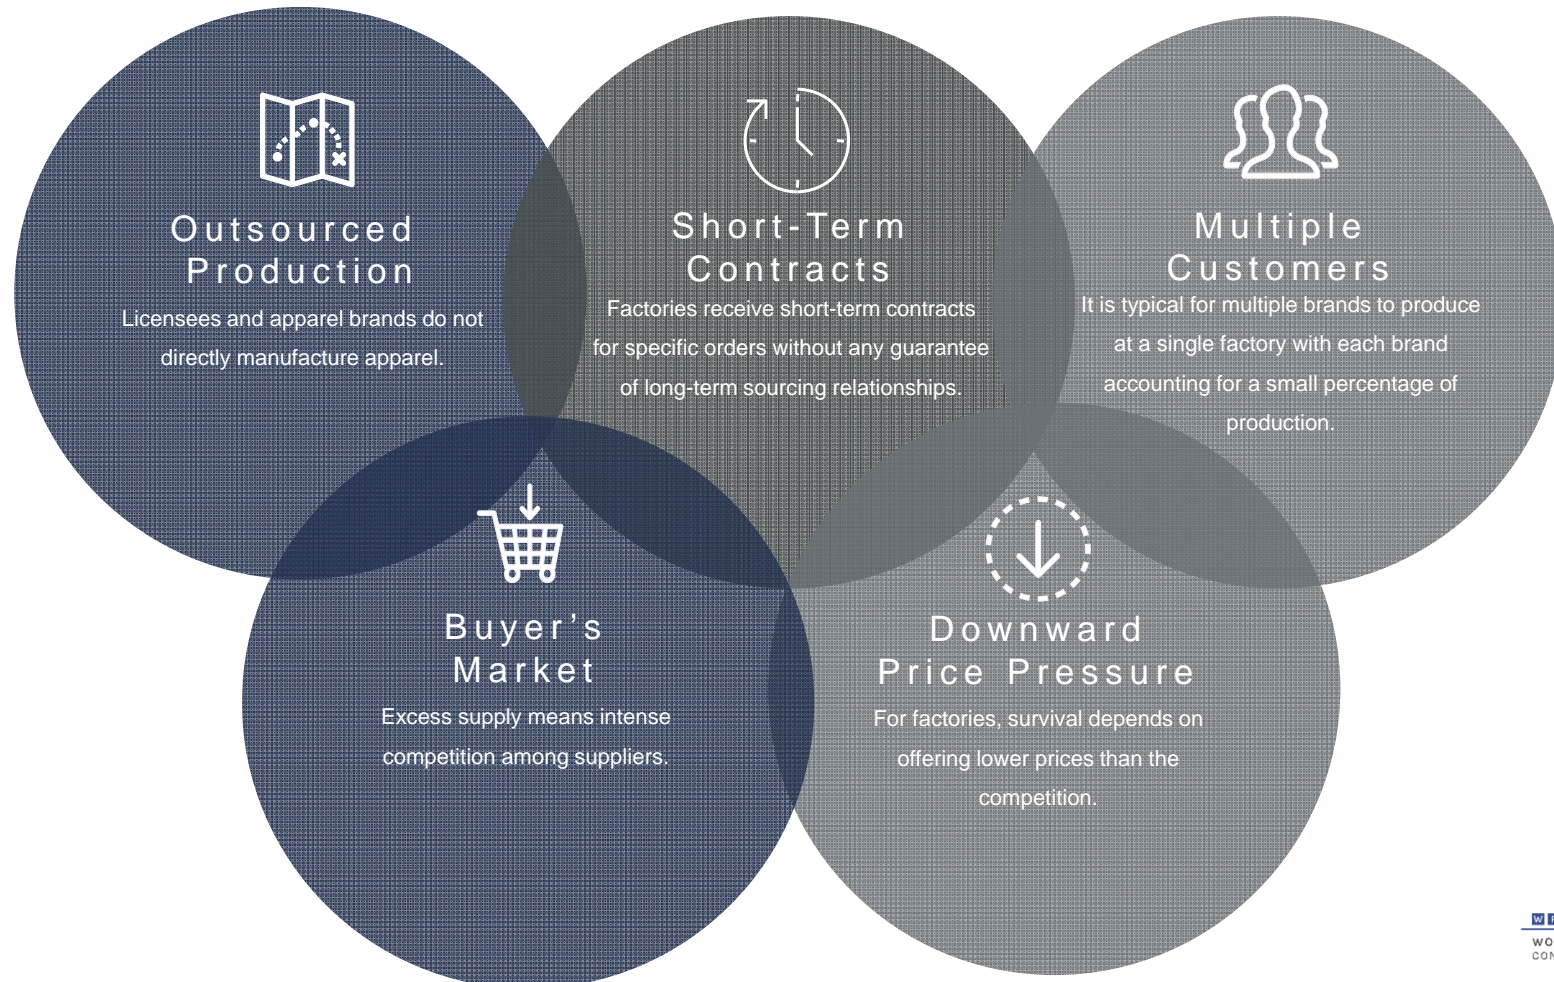 Outsourced
Production
Licensees and apparel brands do not
directly manufacture apparel.
Short-Term
Contracts
Factories receive short-term contracts
for specific orders without any guarantee
of long-term sourcing relationships.
Multiple
Customers
It is typical for multiple brands to produce
at a single factory with each brand
accounting for a small percentage of
production.
Buyer’s
Market
Excess supply means intense
competition among suppliers.
Downward
Price Pressure
For factories, survival depends on
offering lower prices than the
competition.
W
WO
CON